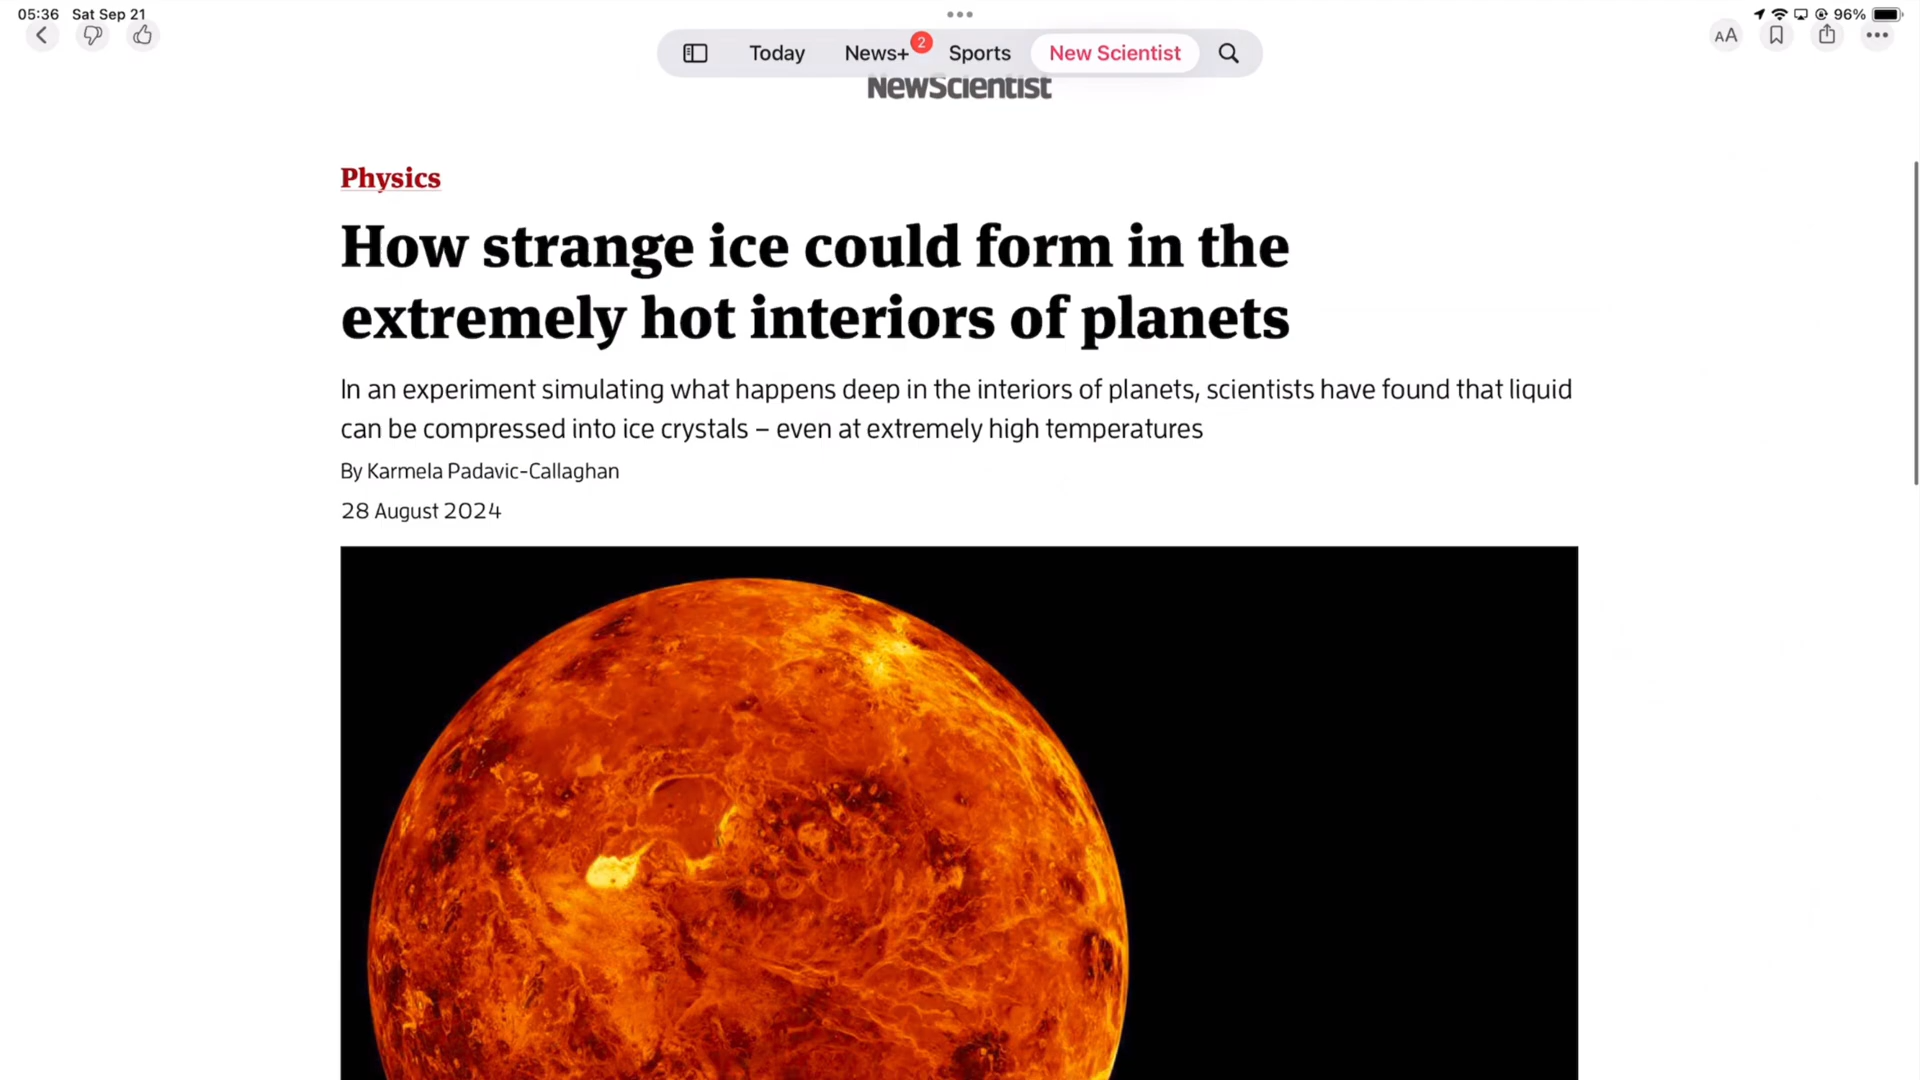 05:36 Sat Sep 21
96%
Today News+ 2 Sports New Scientist
AA
NewScientist
Physics
How strange ice could form in the
extremely hot interiors of planets
In an experiment simulating what happens deep in the interiors of planets, scientists have found that liquid
can be compressed into ice crystals – even at extremely high temperatures
By Karmela Padavic-Callaghan
28 August 2024